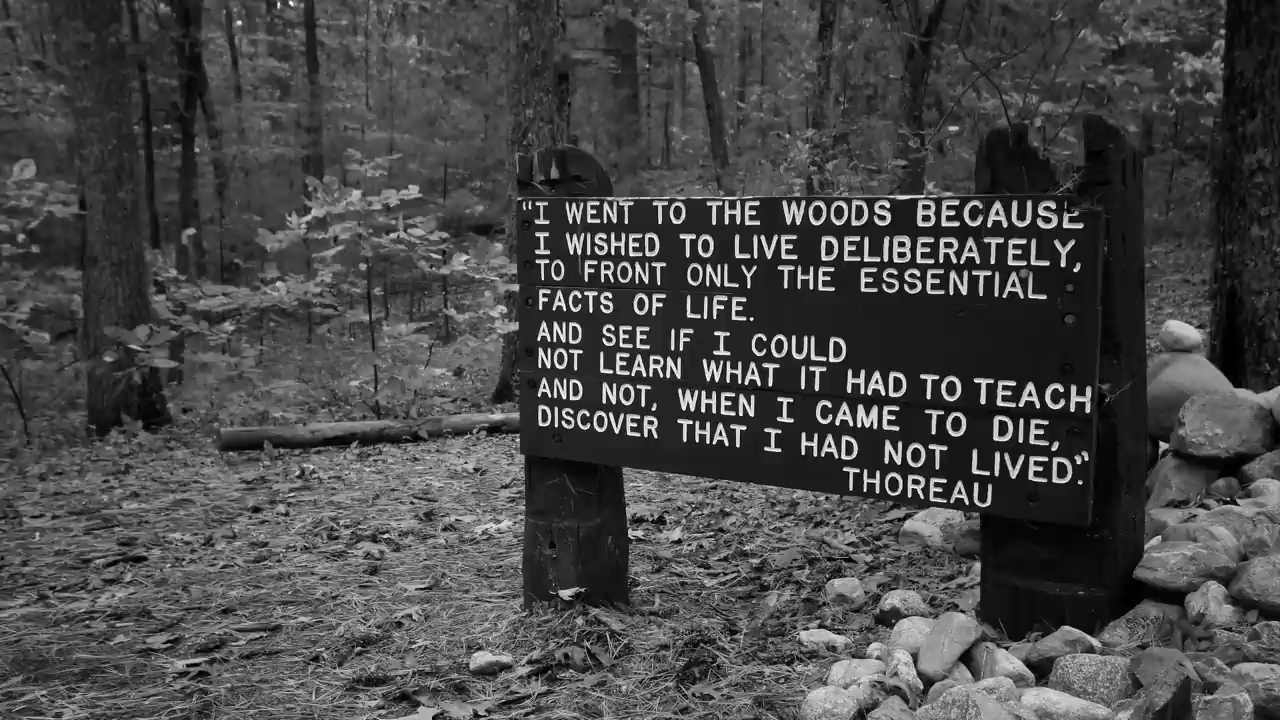 "I WENT TO THE WOODS BECAUSE
I WISHED TO LIVE DELIBERATELY,
TO FRONT ONLY THE ESSENTIAL
FACTS OF LIFE.
AND SEE IF I COULD
NOT LEARN WHAT IT HAD TO TEACH
AND NOT, WHEN I CAME TO DIE,
DISCOVER THAT I HAD NOT LIVED."
THOREAU